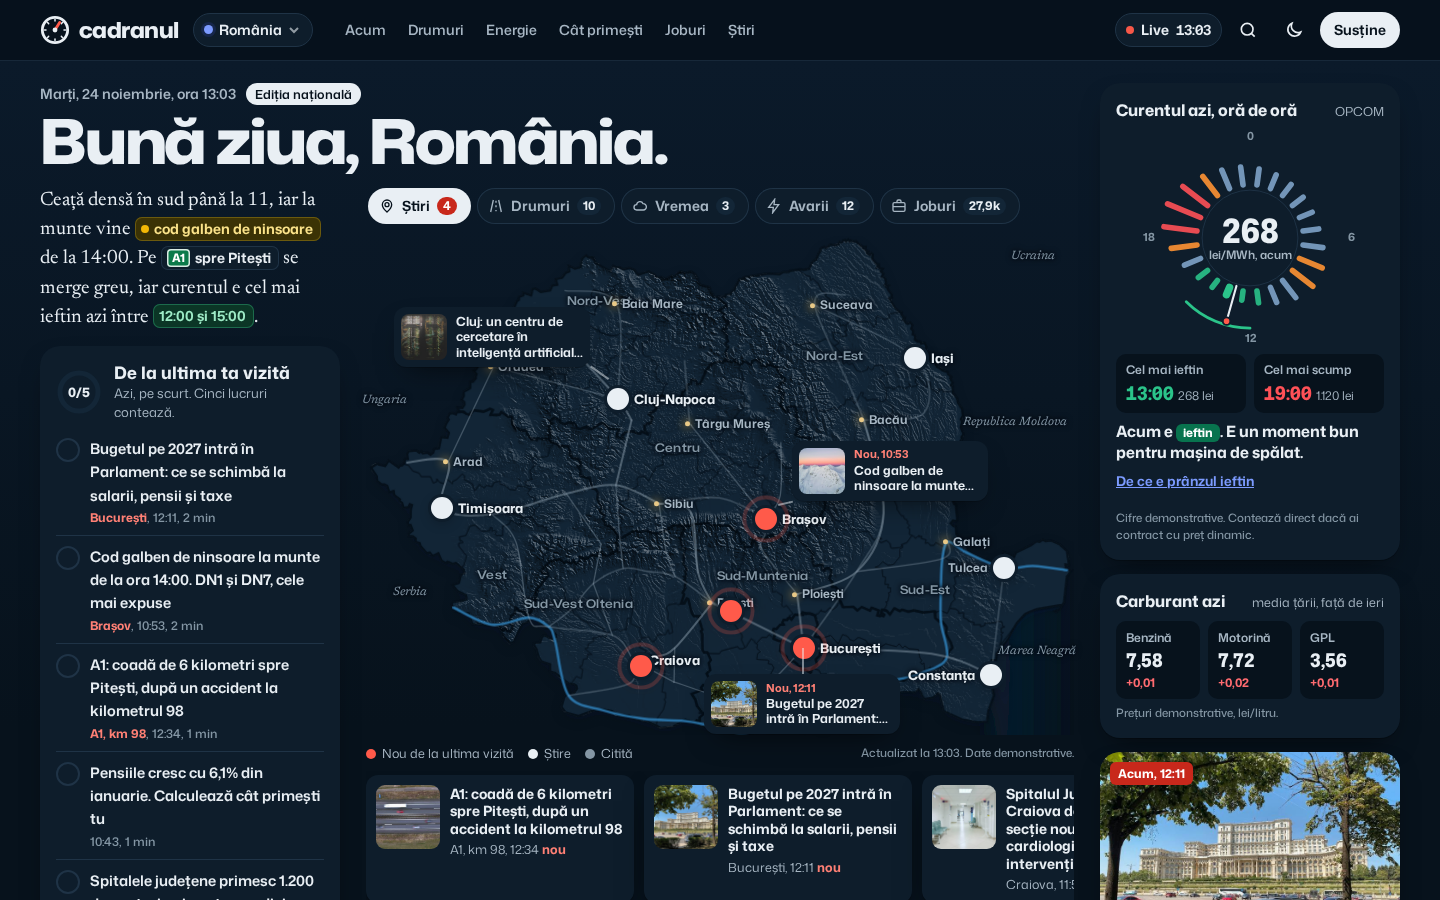 cadranul
România
Acum
Drumuri
Energie
Cât primești
Joburi
Știri
Live 13:03
Susține
Marți, 24 noiembrie, ora 13:03
Ediția națională
Bună ziua, România.
Ceață densă în sud până la 11, iar la
munte vine cod galben de ninsoare
de la 14:00. Pe A1 spre Pitești se
merge greu, iar curentul e cel mai
ieftin azi între 12:00 și 15:00.
0/5
De la ultima ta vizită
Azi, pe scurt. Cinci lucruri
contează.
Bugetul pe 2027 intră în
Parlament: ce se schimbă la
salarii, pensii și taxe
București, 12:11, 2 min
Cod galben de ninsoare la munte
de la ora 14:00. DN1 și DN7, cele
mai expuse
Brașov, 10:53, 2 min
A1: coadă de 6 kilometri spre
Pitești, după un accident la
kilometrul 98
A1, km 98, 12:34, 1 min
Pensiile cresc cu 6,1% din
ianuarie. Calculează cât primești
tu
10:43, 1 min
Spitalele județene primesc 1.200
Știri 4
Drumuri 10
Vremea 3
Avarii 12
Joburi 27,9k
Ucraina
Baia Mare
Suceava
Cluj: un centru de
cercetare în
inteligență artificial...
Nord-Est
Iași
Ungaria
Cluj-Napoca
Târgu Mureș
Bacău
Republica Moldova
Centru
Nou, 10:53
Cod galben de
ninsoare la munte...
Arad
Timișoara
Sibiu
Brașov
Galați
Tulcea
Vest
Sud-Muntenia
Serbia
Sud-Vest Oltenia
Ploiești
Sud-Est
București
Marea Neagră
Craiova
Constanța
Nou, 12:11
Bugetul pe 2027
intră în Parlament:...
Nou de la ultima vizită
Știre
Citită
Actualizat la 13:03. Date demonstrative.
A1: coadă de 6 kilometri
spre Pitești, după un
accident la kilometrul 98
A1, km 98, 12:34 nou
Bugetul pe 2027 intră în
Parlament: ce se
schimbă la salarii, pensii
și taxe
București, 12:11 nou
Spitalul Ju
Craiova d
secție nou
cardiologi
intervenți
Craiova, 11:5
Curentul azi, oră de oră
OPCOM
0
18
268
lei/MWh, acum
6
12
Cel mai ieftin
13:00 268 lei
Cel mai scump
19:00 1.120 lei
Acum e ieftin. E un moment bun
pentru mașina de spălat.
De ce e prânzul ieftin
Cifre demonstrative. Contează direct dacă ai
contract cu preț dinamic.
Carburant azi
media țării, față de ieri
Benzină
7,58
+0,01
Motorină
7,72
+0,02
GPL
3,56
+0,01
Prețuri demonstrative, lei/litru.
Acum, 12:11